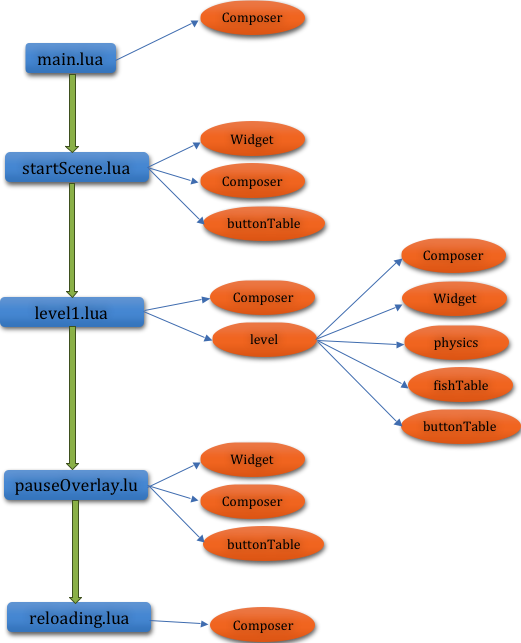 Composer
main.lua
Widget
startScene.lua
Composer
buttonTable
Composer
Composer
Widget
level1.lua
level
physics
fishTable
buttonTable
Widget
pauseOverlay.lu
Composer
buttonTable
reloading.lua
Composer